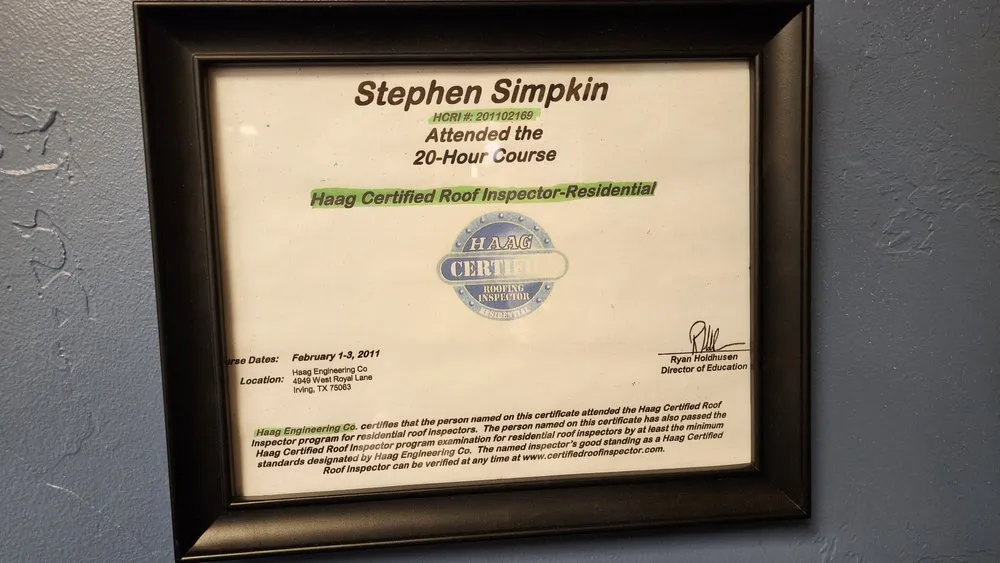 Stephen Simpkin
HCRI #: 201102169
Attended the
20-Hour Course
Haag Certified Roof Inspector-Residential
HAAG
CERTIFIED
ROOFING
INSPECTOR
RESIDENTIAL
urse Dates: February 1-3, 2011
Location: Haag Engineering Co
4949 West Royal Lane
Irving, TX 75063
Ryan Holdhusen
Director of Education
Haag Engineering Co. certifies that the person named on this certificate attended the Haag Certified Roof
Inspector program for residential roof inspectors. The person named on this certificate has also passed the
Haag Certified Roof Inspector program examination for residential roof inspectors by at least the minimum
standards designated by Haag Engineering Co. The named inspector's good standing as a Haag Certified
Roof Inspector can be verified at any time at www.certifiedroofinspector.com.